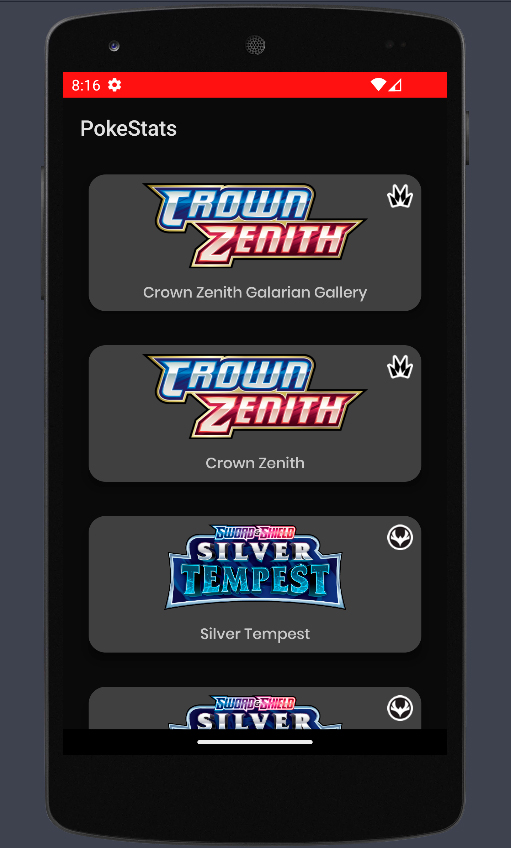 8:16
PokeStats
CROWN
ZENITH
Crown Zenith Galarian Gallery
CROWN
ZENITH
Crown Zenith
SWORD & SHIELD
SILVER
TEMPEST
Silver Tempest
SWORD & SHIELD
SILVER